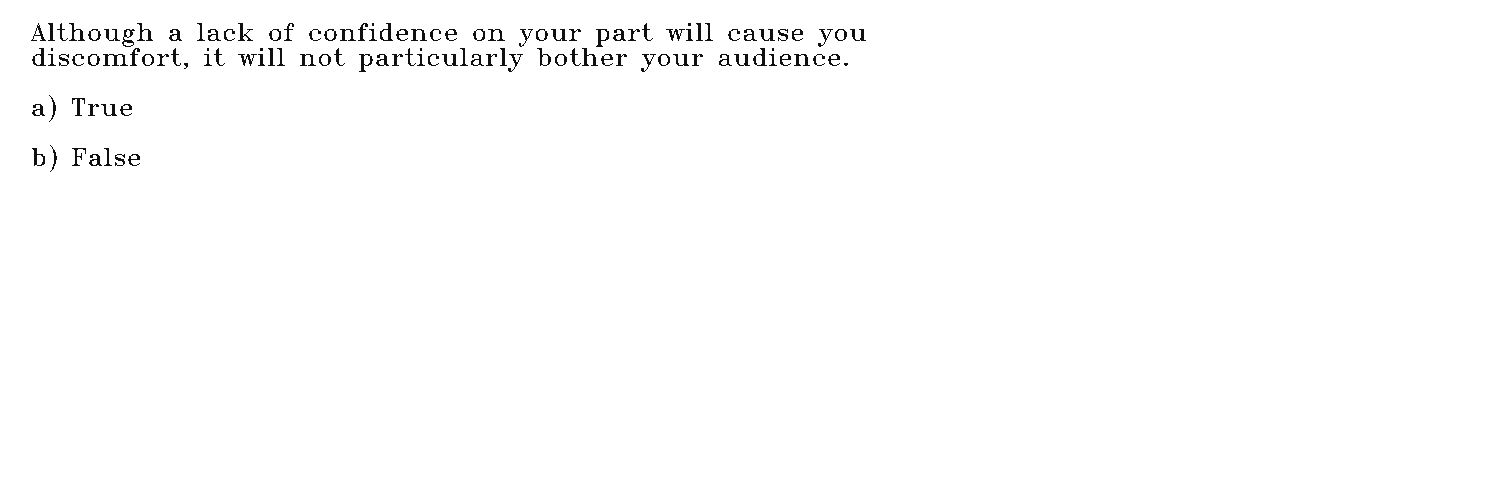 Although a lack of confidence on your part will cause you
discomfort, it will not particularly bother your audience.
a) True
b) False